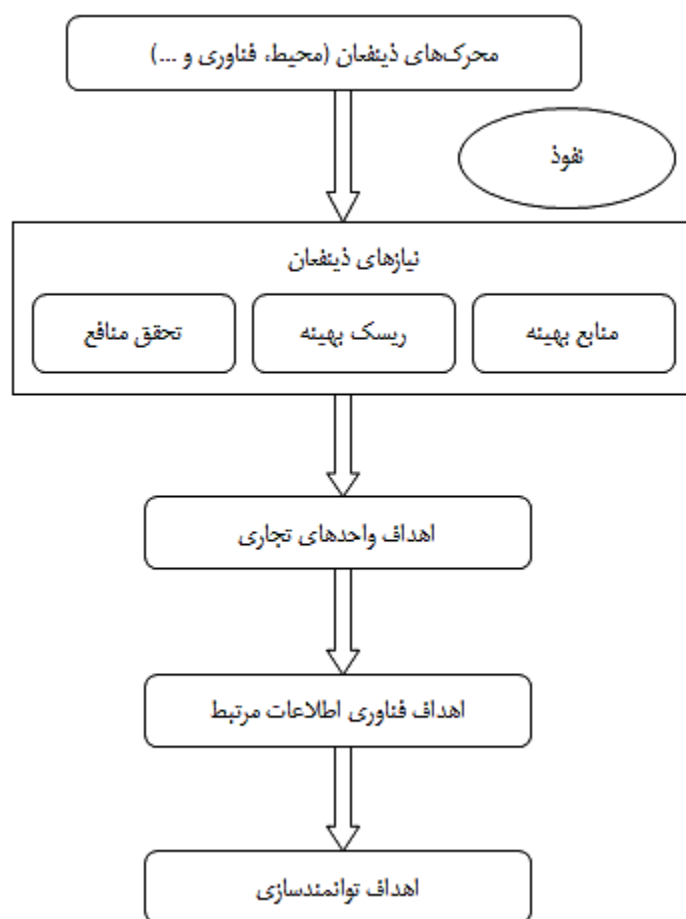 محرک‌های ذینفعان (محیط، فناوری و ...)
نفوذ
نیازهای ذینفعان
منابع بهینه
ریسک بهینه
تحقق منافع
اهداف واحدهای تجاری
اهداف فناوری اطلاعات مرتبط
اهداف توانمندسازی